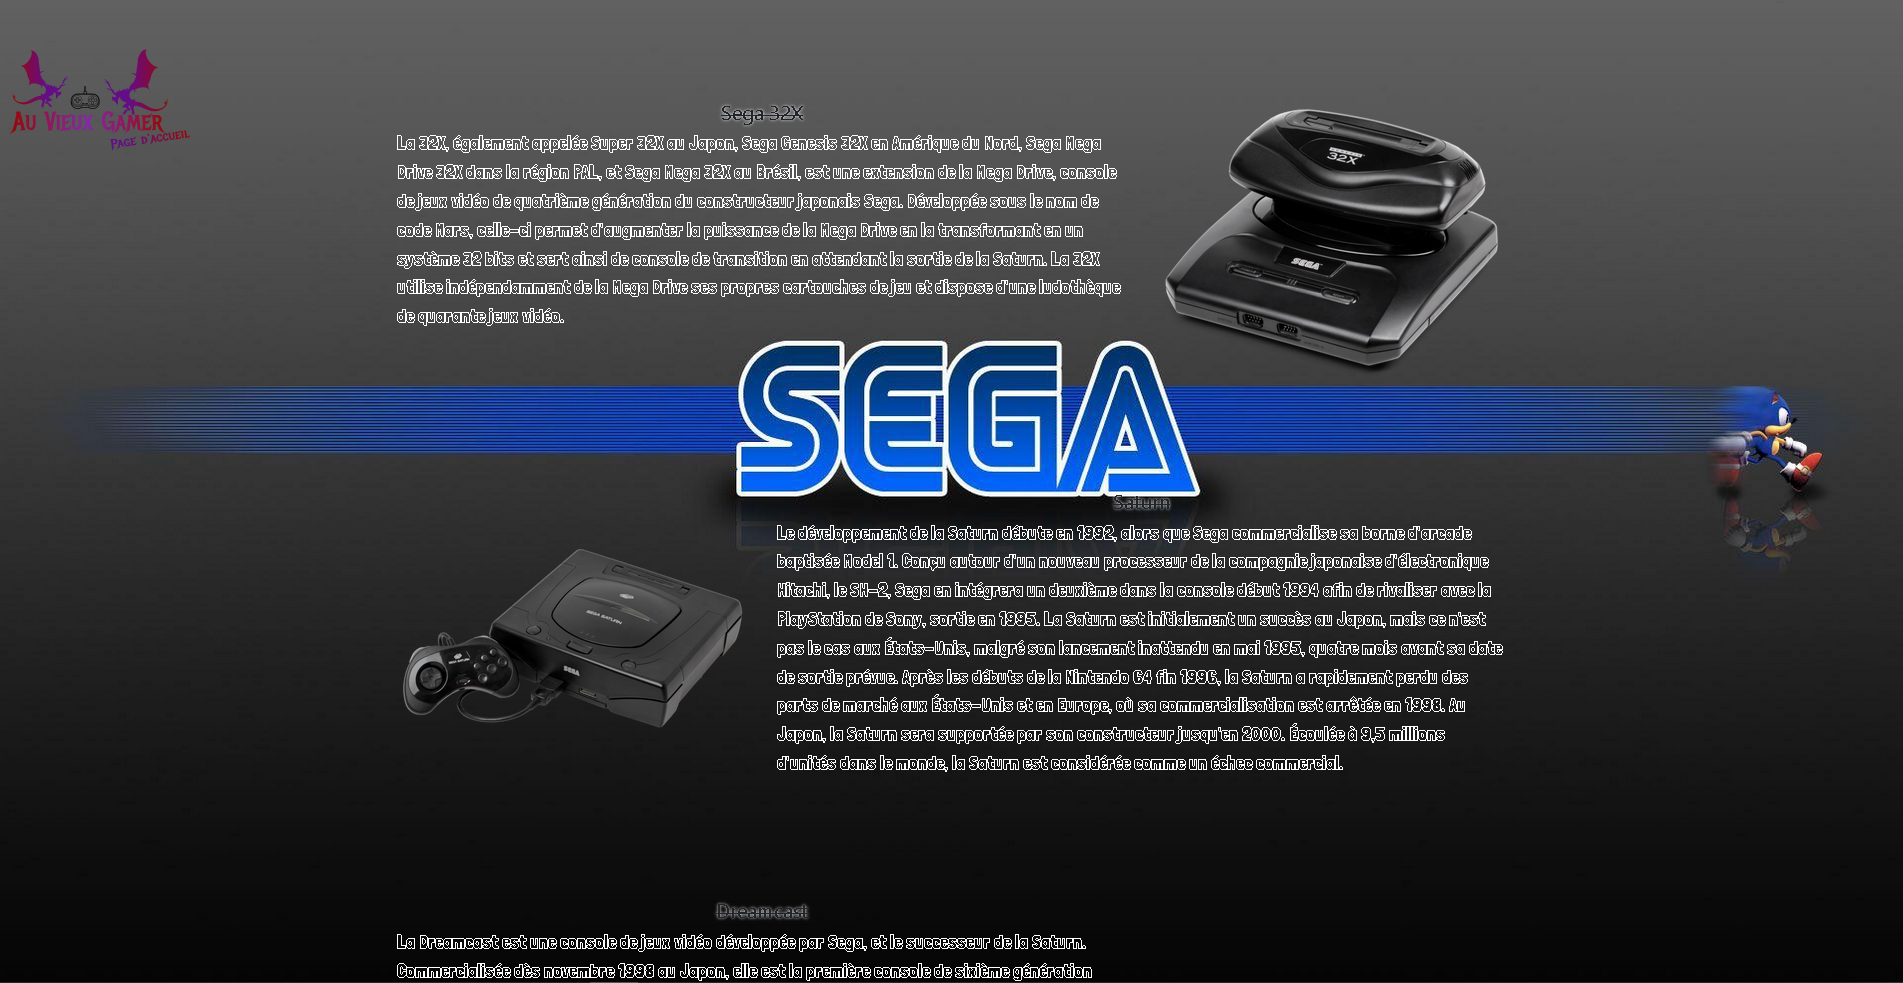 Au Vieux Gamer
Page d'accueil
Sega 32X
La 32X, également appelée Super 32X au Japon, Sega Genesis 32X en Amérique du Nord, Sega Mega
Drive 32X dans la région PAL, et Sega Mega 32X au Brésil, est une extension de la Mega Drive, console
de jeux vidéo de quatrième génération du constructeur japonais Sega. Développée sous le nom de
code Mars, celle-ci permet d'augmenter la puissance de la Mega Drive en la transformant en un
système 32 bits et sert ainsi de console de transition en attendant la sortie de la Saturn. La 32X
utilise indépendamment de la Mega Drive ses propres cartouches de jeu et dispose d'une ludothèque
de quarante jeux vidéo.
32X
SEGA
SEGA
Saturn
Le développement de la Saturn débute en 1992, alors que Sega commercialise sa borne d'arcade
baptisée Model 1. Conçu autour d'un nouveau processeur de la compagnie japonaise d'électronique
Hitachi, le SH-2, Sega en intégrera un deuxième dans la console début 1994 afin de rivaliser avec la
PlayStation de Sony, sortie en 1995. La Saturn est initialement un succès au Japon, mais ce n'est
pas le cas aux États-Unis, malgré son lancement inattendu en mai 1995, quatre mois avant sa date
de sortie prévue. Après les débuts de la Nintendo 64 fin 1996, la Saturn a rapidement perdu des
parts de marché aux États-Unis et en Europe, où sa commercialisation est arrêtée en 1998. Au
Japon, la Saturn sera supportée par son constructeur jusqu'en 2000. Écoulée à 9,5 millions
d'unités dans le monde, la Saturn est considérée comme un échec commercial.
SEGA SATURN
SEGA
Dreamcast
La Dreamcast est une console de jeux vidéo développée par Sega, et le successeur de la Saturn.
Commercialisée dès novembre 1998 au Japon, elle est la première console de sixième génération